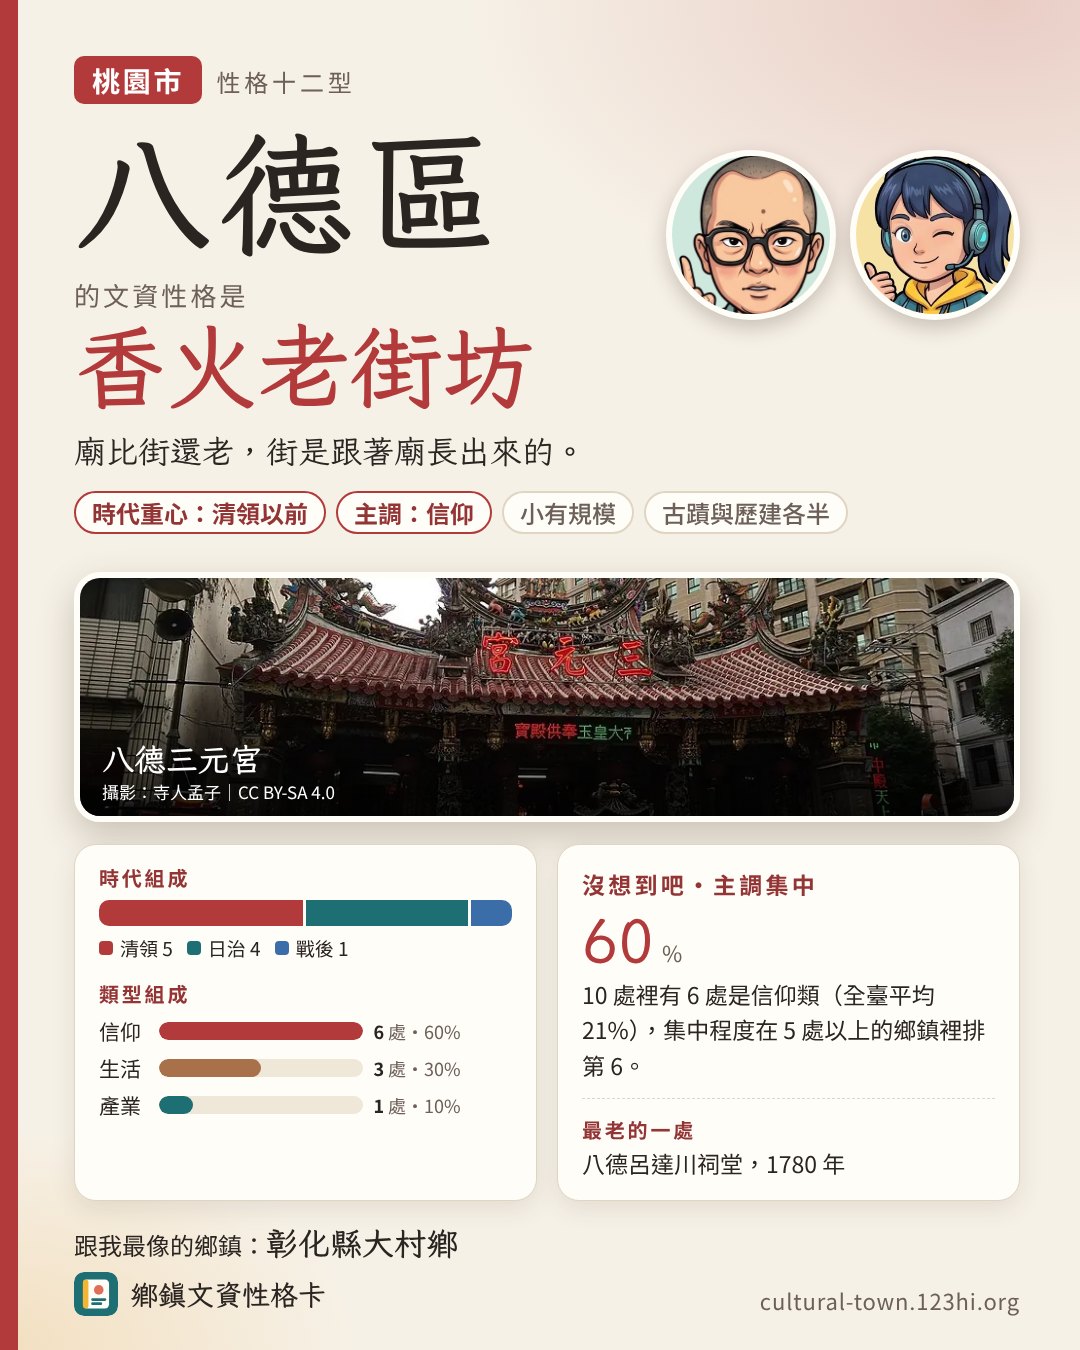 桃園市 性格十二型
八德區
的文資性格是
香火老街坊
廟比街還老，街是跟著廟長出來的。
時代重心：清領以前 主調：信仰 小有規模 古蹟與歷建各半
宮元三
寶殿供奉玉皇大
中殿
天上
八德三元宮
攝影：寺人孟子｜CC BY-SA 4.0
時代組成
清領 5 日治 4 戰後 1
類型組成
信仰 6 處・60%
生活 3 處・30%
產業 1 處・10%
沒想到吧・主調集中
60 %
10 處裡有 6 處是信仰類（全臺平均
21%），集中程度在 5 處以上的鄉鎮裡排
第 6。
最老的一處
八德呂達川祠堂，1780 年
跟我最像的鄉鎮：彰化縣大村鄉
鄉鎮文資性格卡
cultural-town.123hi.org